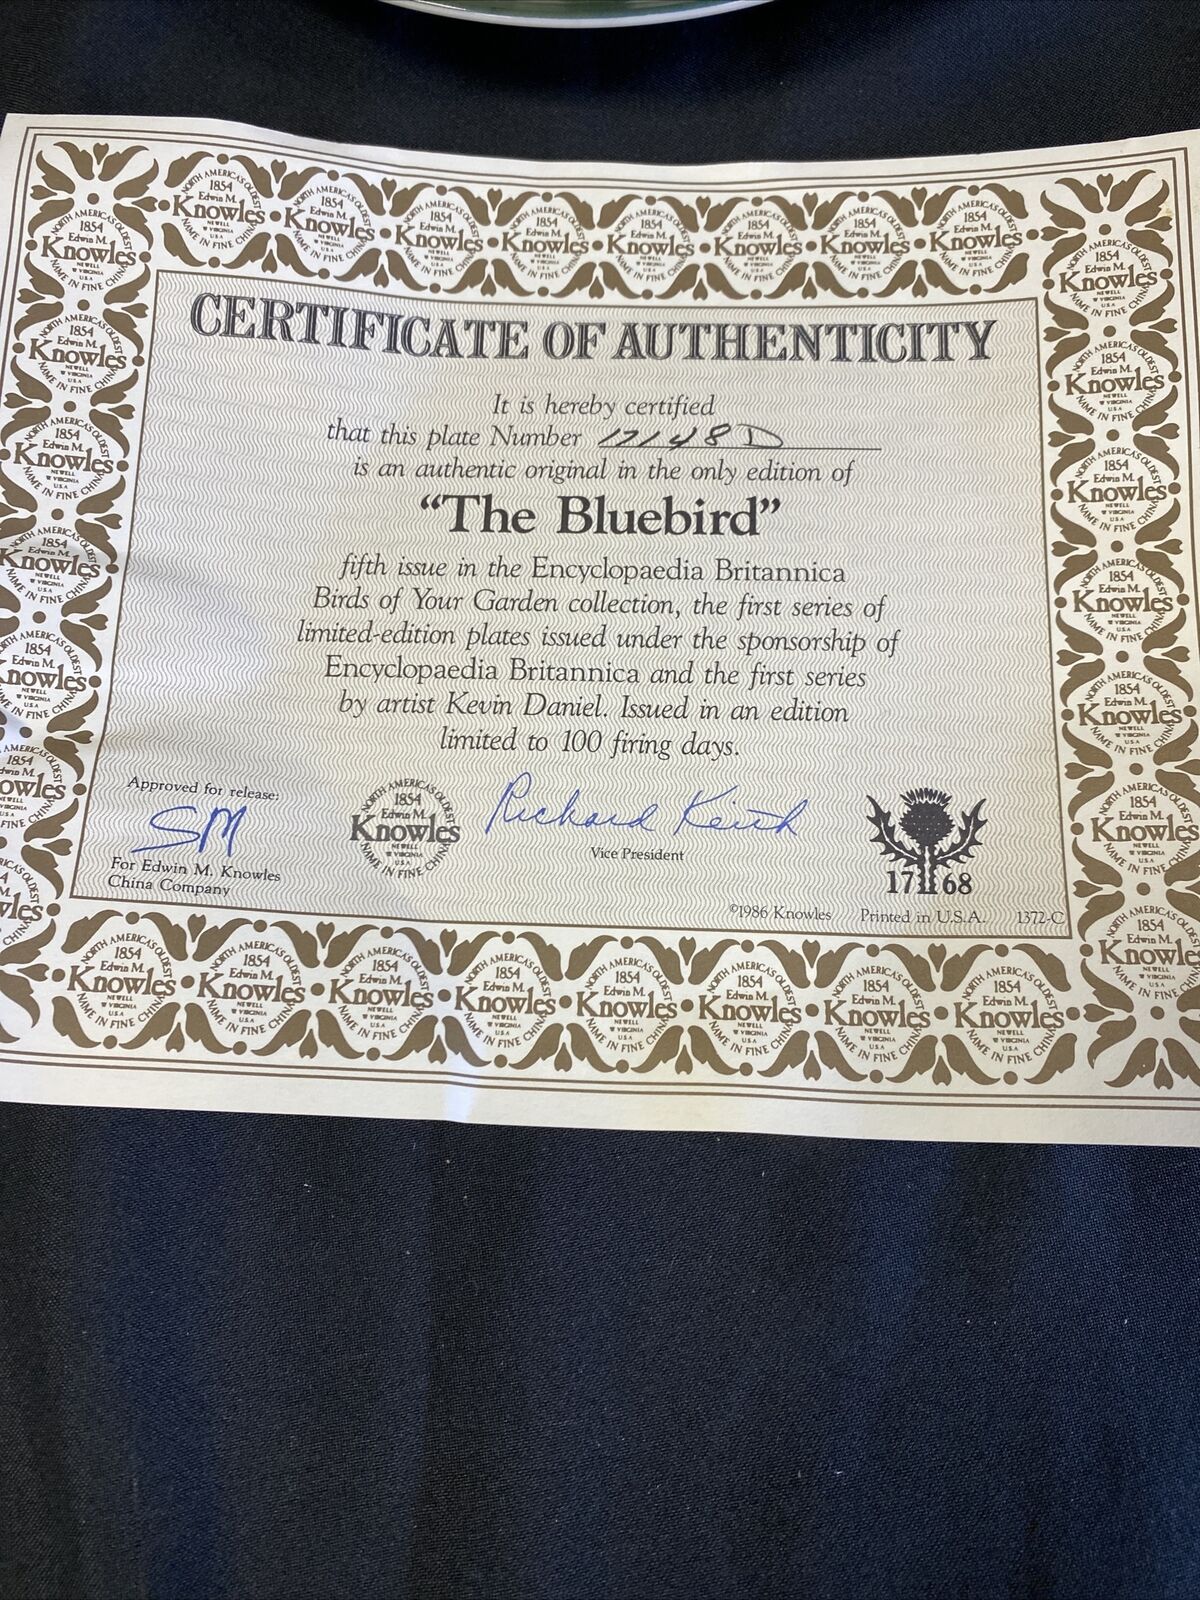 CERTIFICATE OF AUTHENTICITY
It is hereby certified
that this plate Number 17148D
is an authentic original in the only edition of
"The Bluebird"
fifth issue in the Encyclopaedia Britannica
Birds of Your Garden collection, the first series of
limited-edition plates issued under the sponsorship of
Encyclopaedia Britannica and the first series
by artist Kevin Daniel. Issued in an edition
limited to 100 firing days.
Approved for release:
SM
For Edwin M. Knowles
China Company
NORTH AMERICA'S OLDEST
1854
Edwin M.
Knowles
NEWELL
W VIRGINIA
U.S.A
NAME IN FINE CHINA
Richard Keith
Vice President
1768
©1986 Knowles Printed in U.S.A. 1372-C